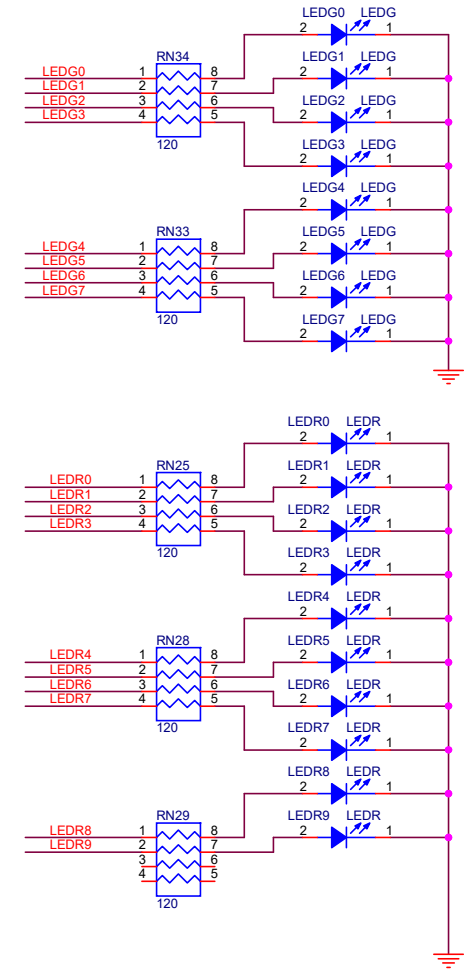 LEDG0 LEDG
2 1
RN34
LEDG0 1 8
LEDG1 2 7
LEDG2 3 6
LEDG3 4 5
120
LEDG1 LEDG
2 1
LEDG2 LEDG
2 1
LEDG3 LEDG
2 1
LEDG4 LEDG
2 1
RN33
LEDG4 1 8
LEDG5 2 7
LEDG6 3 6
LEDG7 4 5
120
LEDG5 LEDG
2 1
LEDG6 LEDG
2 1
LEDG7 LEDG
2 1
LEDR0 LEDR
2 1
RN25
LEDR0 1 8
LEDR1 2 7
LEDR2 3 6
LEDR3 4 5
120
LEDR1 LEDR
2 1
LEDR2 LEDR
2 1
LEDR3 LEDR
2 1
LEDR4 LEDR
2 1
RN28
LEDR4 1 8
LEDR5 2 7
LEDR6 3 6
LEDR7 4 5
120
LEDR5 LEDR
2 1
LEDR6 LEDR
2 1
LEDR7 LEDR
2 1
LEDR8 LEDR
2 1
RN29
LEDR8 1 8
LEDR9 2 7
3 6
4 5
120
LEDR9 LEDR
2 1